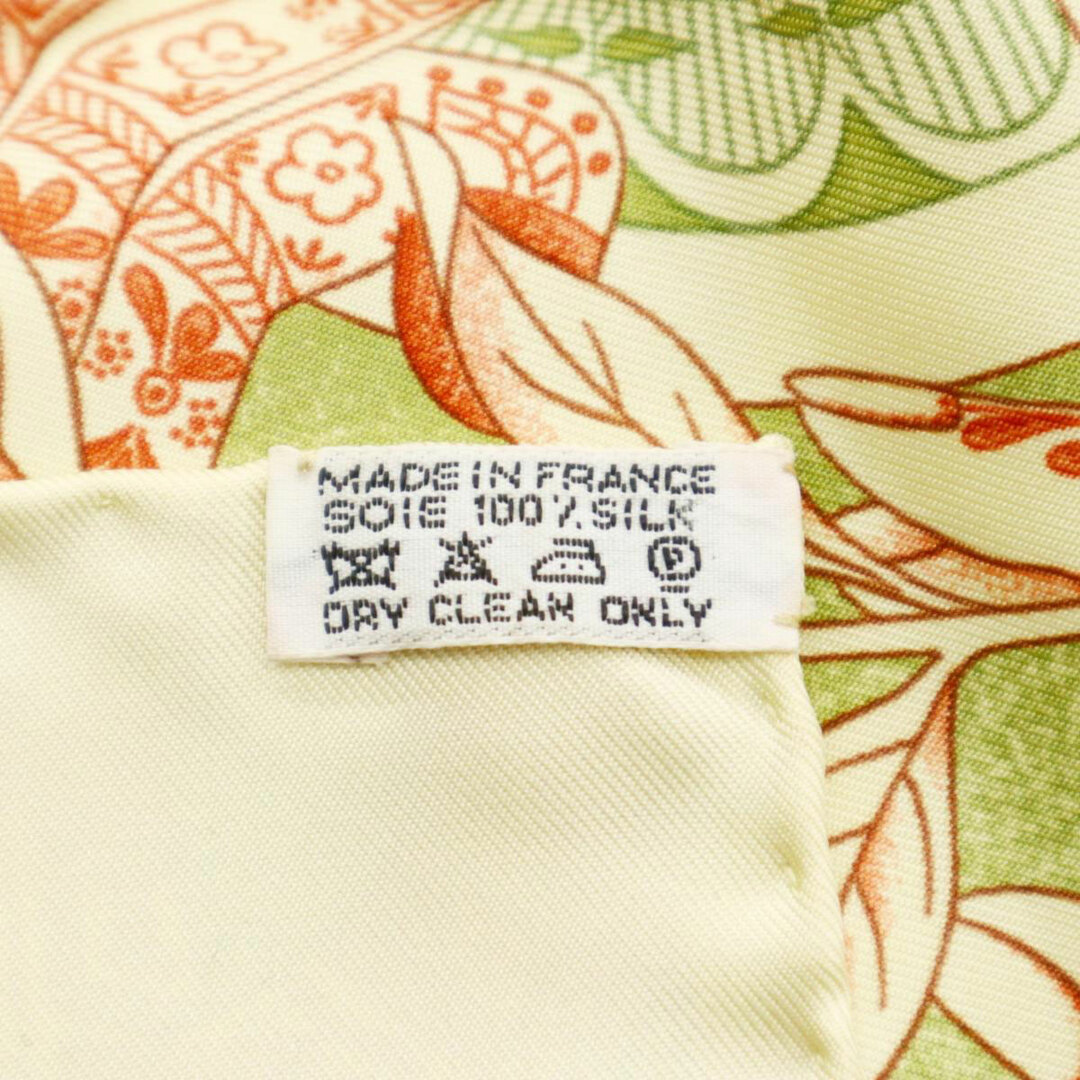 MADE IN FRANCE
SOIE 100% SILK
P
DRY CLEAN ONLY